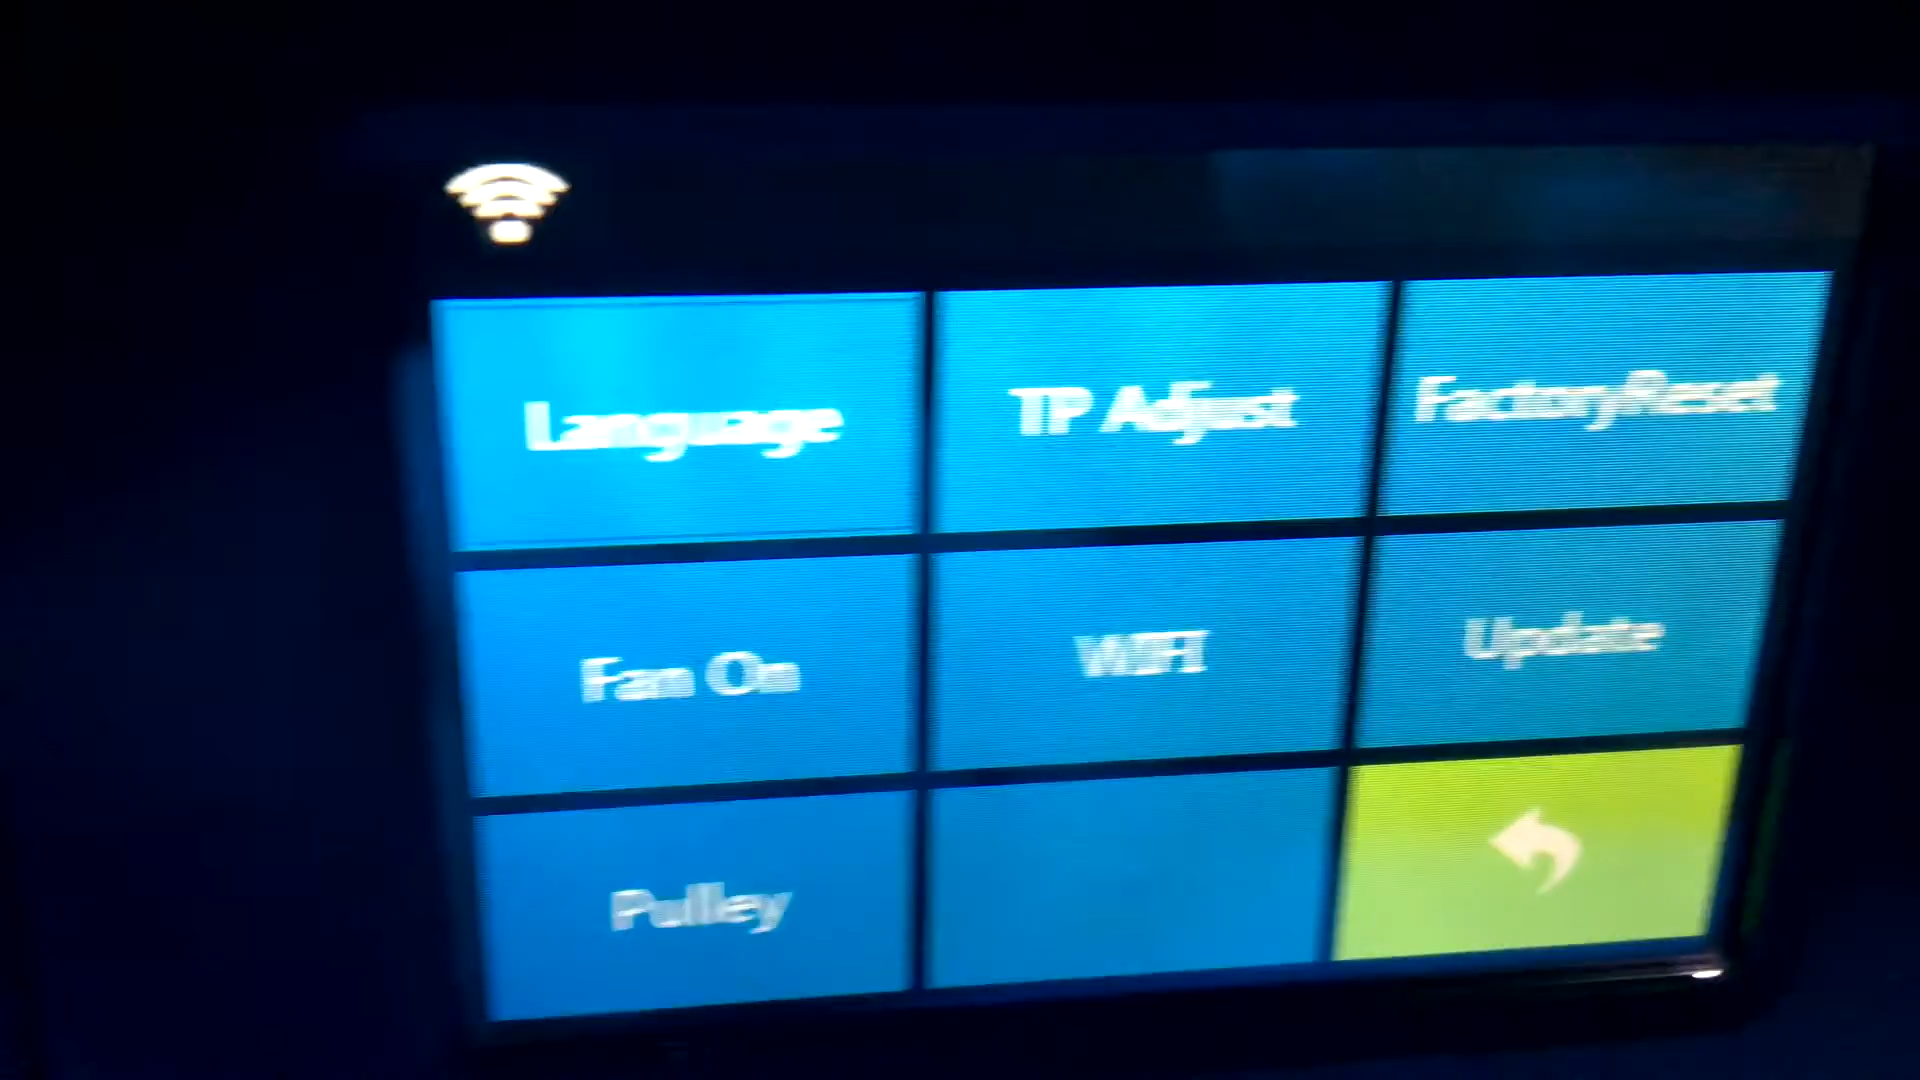 Language
TP Adjust
FactoryReset
Fan On
WIFI
Update
Pulley